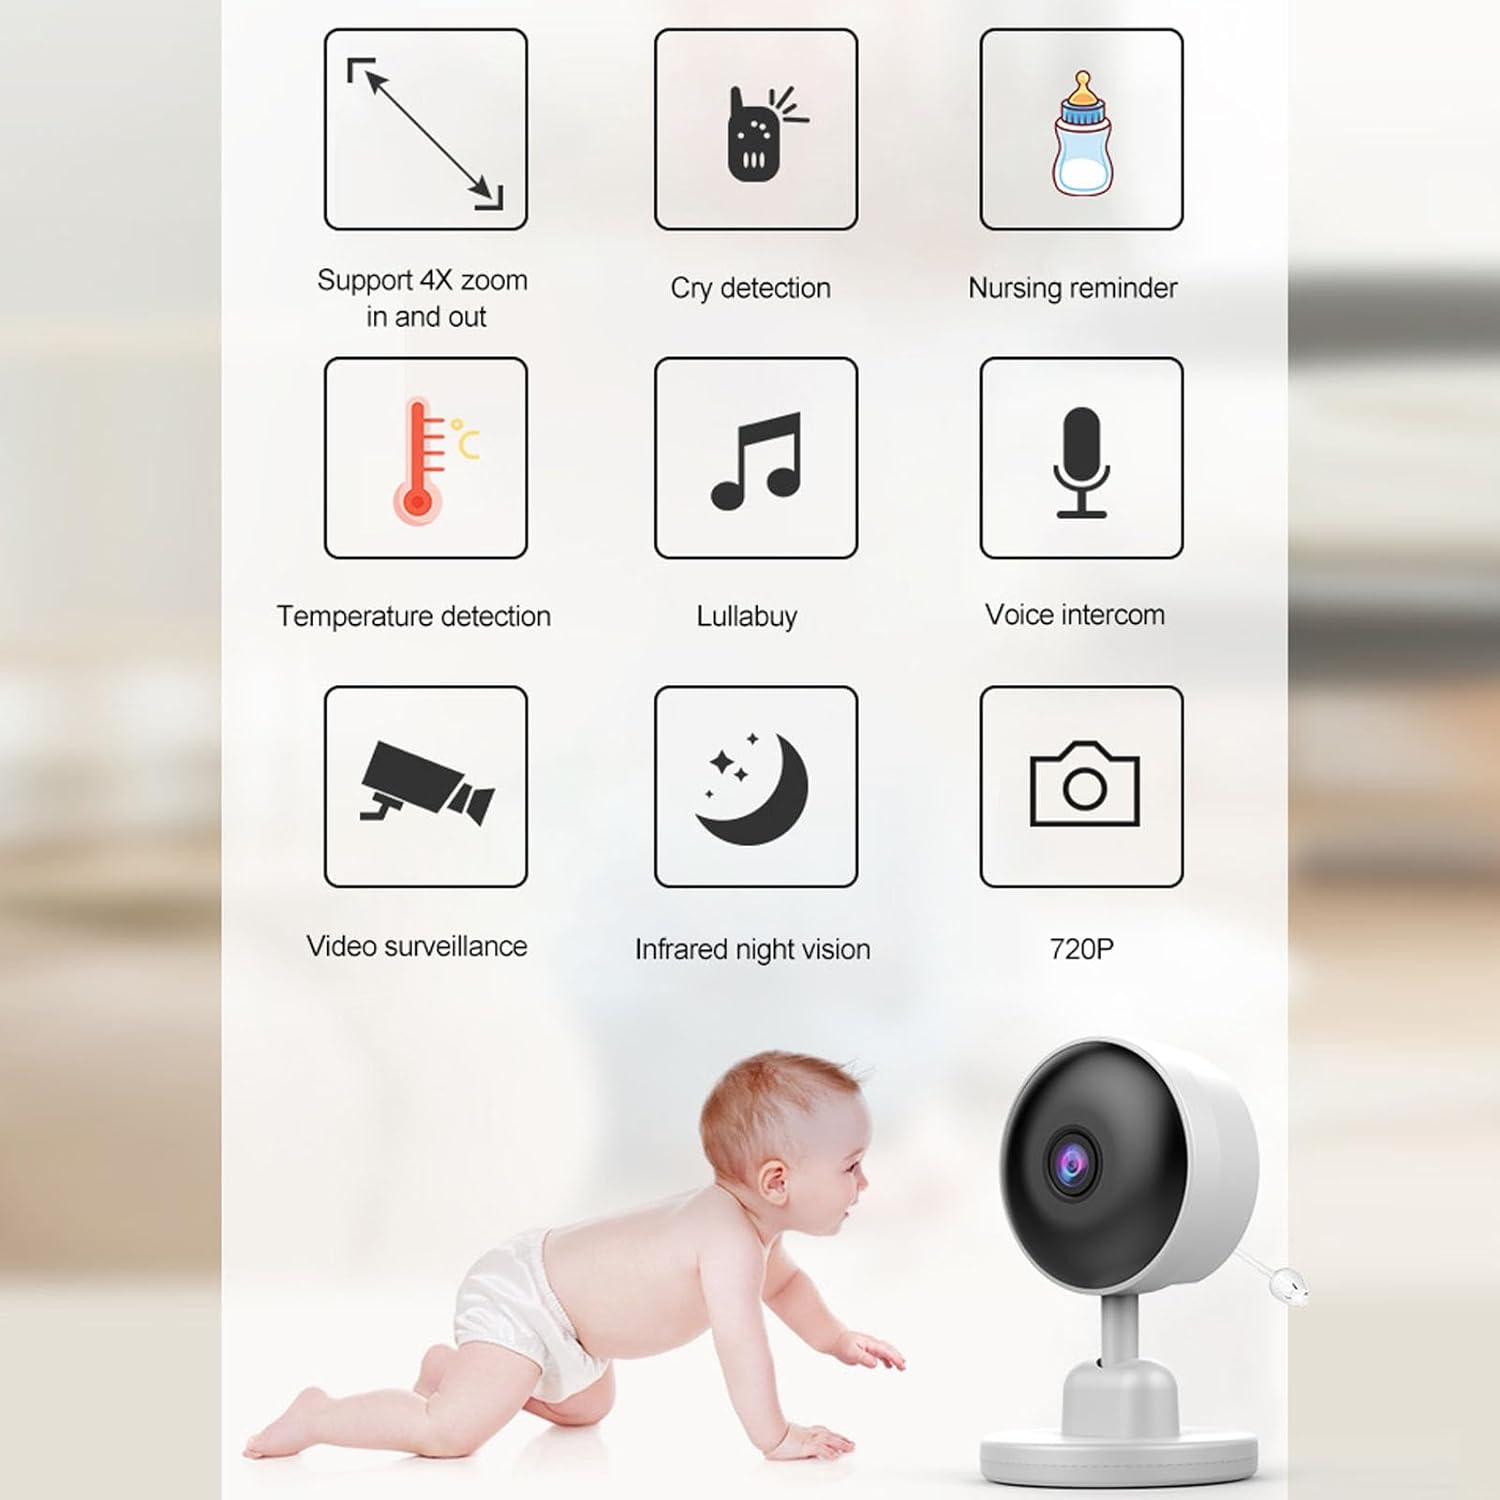 Support 4X zoom
in and out
Cry detection
Nursing reminder
°C
Temperature detection
Lullabuy
Voice intercom
Video surveillance
Infrared night vision
720P